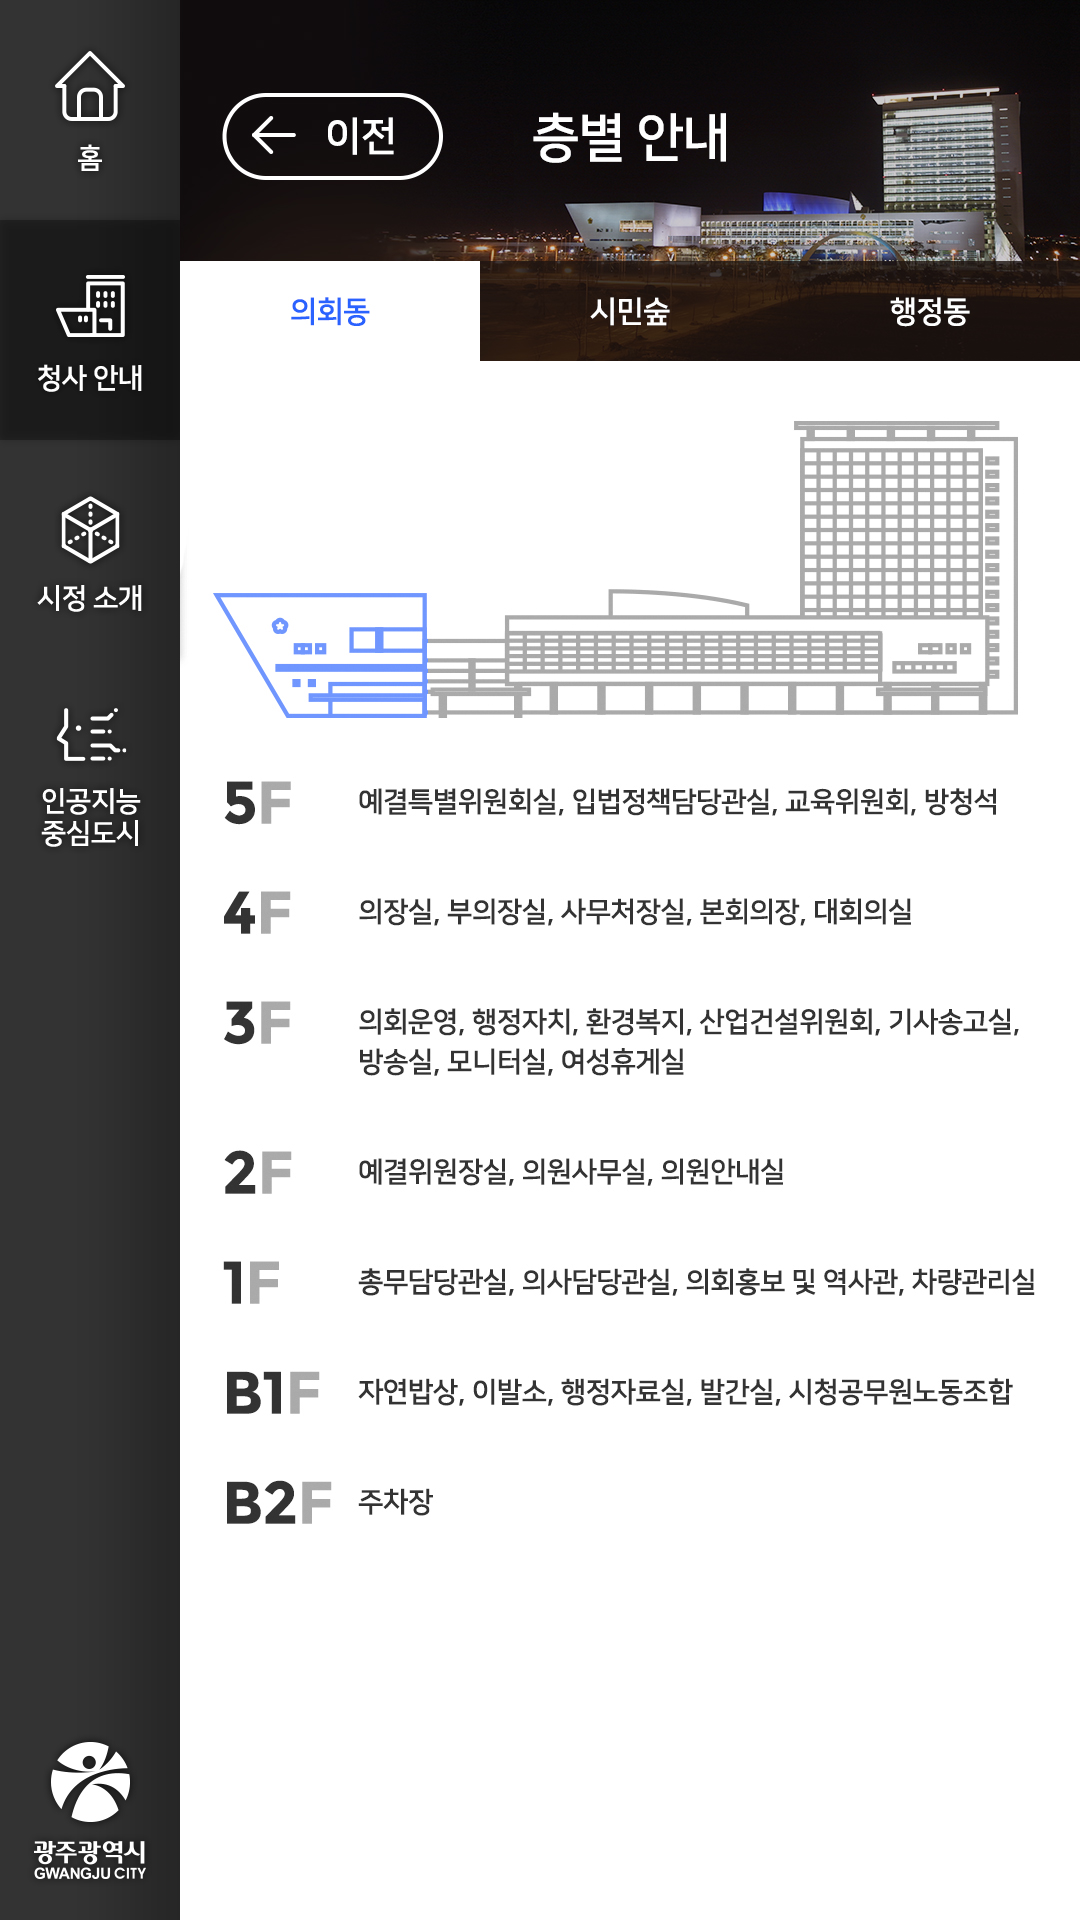 홈
청사 안내
시정 소개
인공지능
중심도시
광주광역시
GWANGJU CITY
이전
층별 안내
의회동
시민숲
행정동
5F
예결특별위원회실, 입법정책담당관실, 교육위원회, 방청석
4F
의장실, 부의장실, 사무처장실, 본회의장, 대회의실
3F
의회운영, 행정자치, 환경복지, 산업건설위원회, 기사송고실,
방송실, 모니터실, 여성휴게실
2F
예결위원장실, 의원사무실, 의원안내실
1F
총무담당관실, 의사담당관실, 의회홍보 및 역사관, 차량관리실
B1F
자연밥상, 이발소, 행정자료실, 발간실, 시청공무원노동조합
B2F
주차장